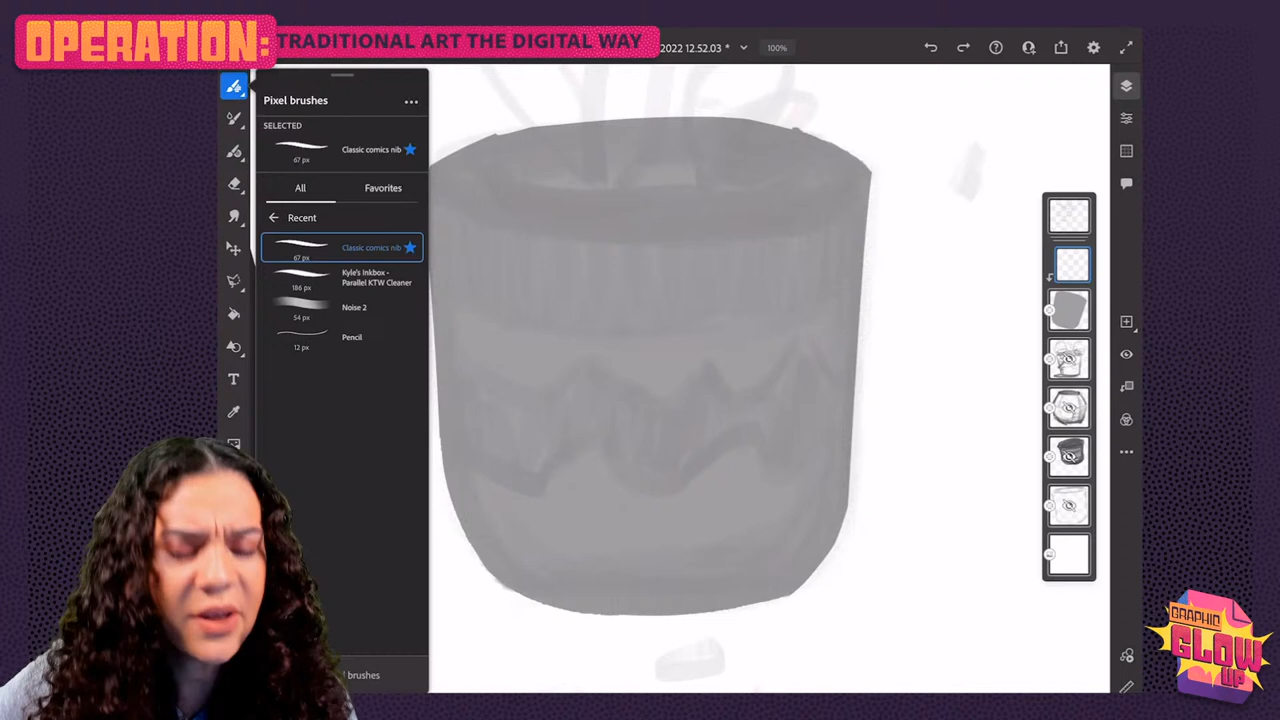 OPERATION:
TRADITIONAL ART THE DIGITAL WAY
2022 12.52.03 *
100%
Pixel brushes
SELECTED
Classic comics nib
67 px
All
Favorites
Recent
Classic comics nib
67 px
Kyle's Inkbox -
Parallel KTW Cleaner
186 px
Noise 2
54 px
Pencil
12 px
T
brushes
GRAPHIC
GLOW
UP